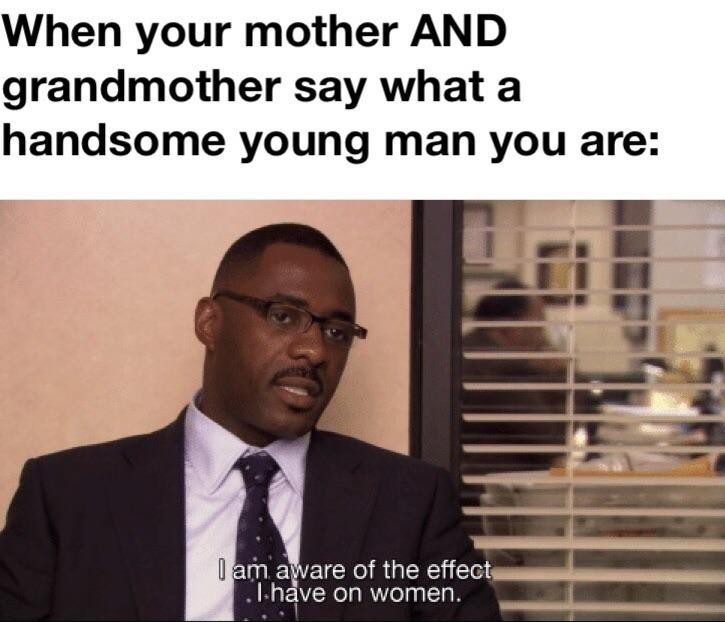 When your mother AND
grandmother say what a
handsome young man you are:
I am aware of the effect
I have on women.